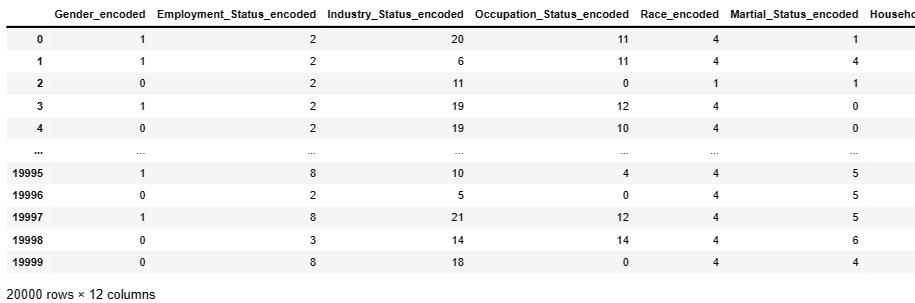 Gender_encoded Employment_Status_encoded Industry_Status_encoded Occupation_Status_encoded Race_encoded Martial_Status_encoded Househo
0 1 2 20 11 4 1
1 1 2 6 11 4 4
2 0 2 11 0 1 1
3 1 2 19 12 4 0
4 0 2 19 10 4 0
... ... ... ... ... ... ...
19995 1 8 10 4 4 5
19996 0 2 5 0 4 5
19997 1 8 21 12 4 5
19998 0 3 14 14 4 6
19999 0 8 18 0 4 4
20000 rows × 12 columns